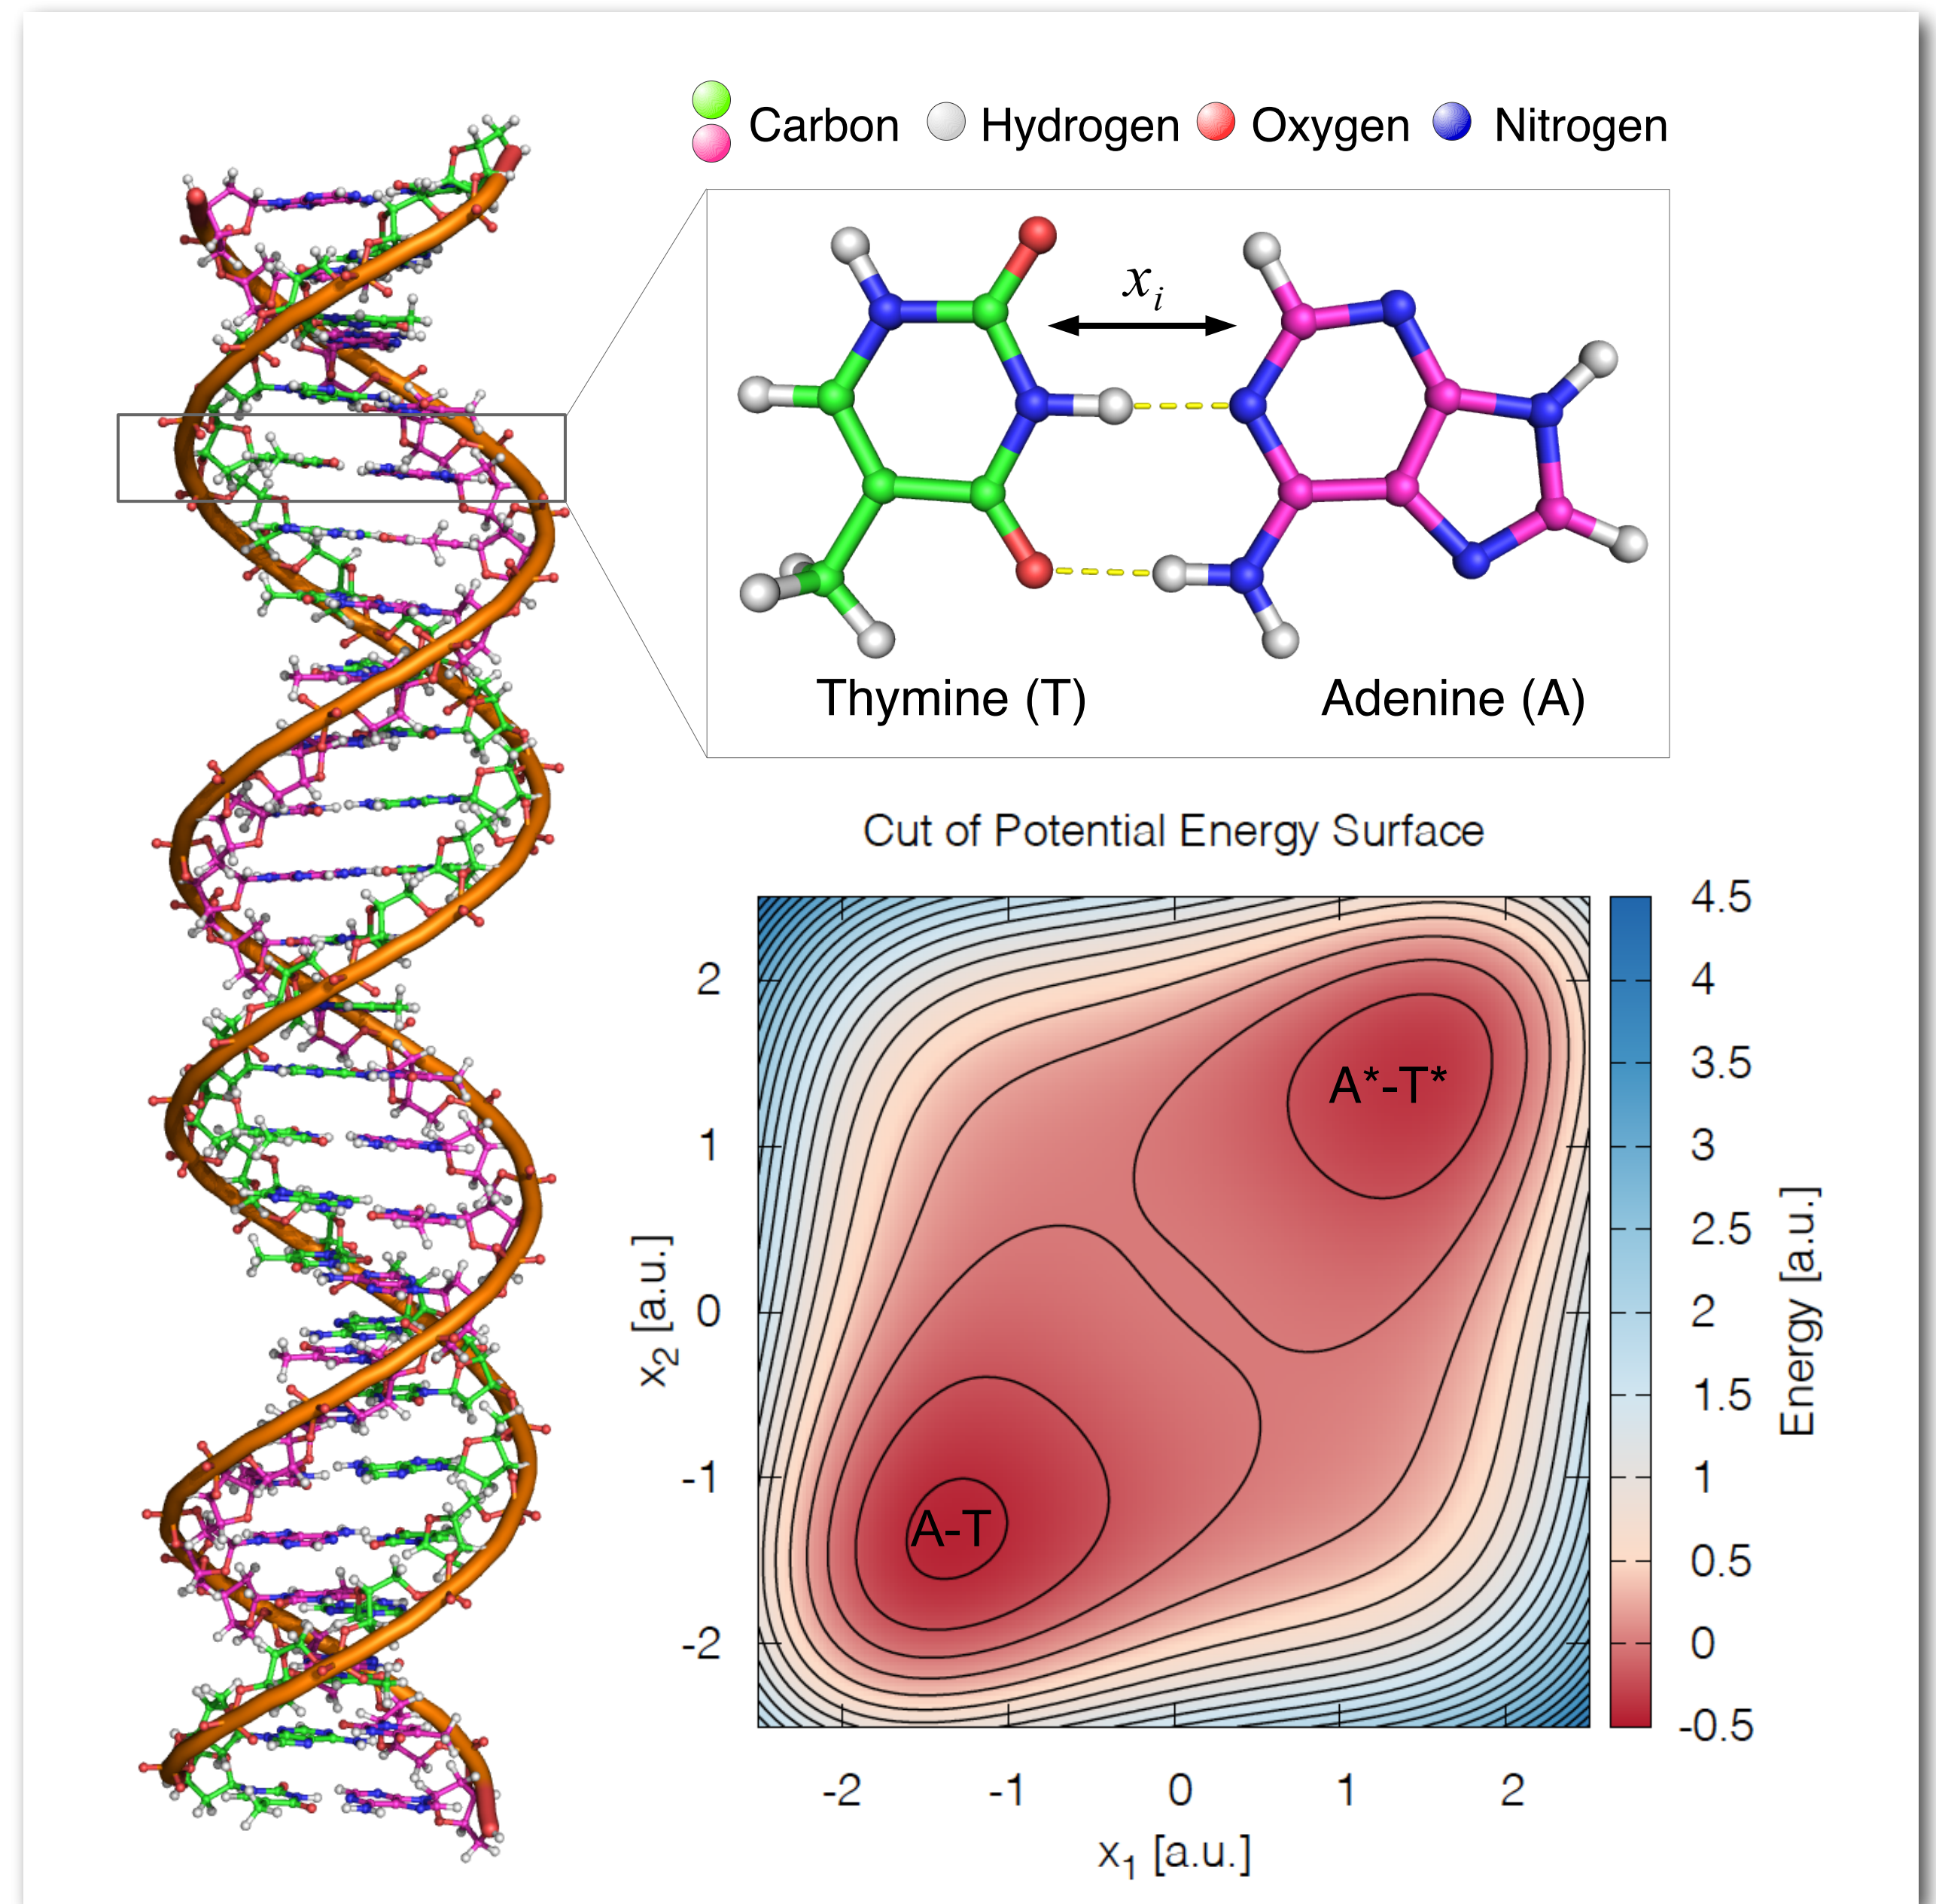 Carbon Hydrogen Oxygen Nitrogen
x_i
Thymine (T) Adenine (A)
Cut of Potential Energy Surface
4.5
4
3.5
3
2.5
2
1.5
1
0.5
0
-0.5
Energy [a.u.]
2
1
0
-1
-2
x₂ [a.u.]
A*-T*
A-T
-2 -1 0 1 2
x₁ [a.u.]